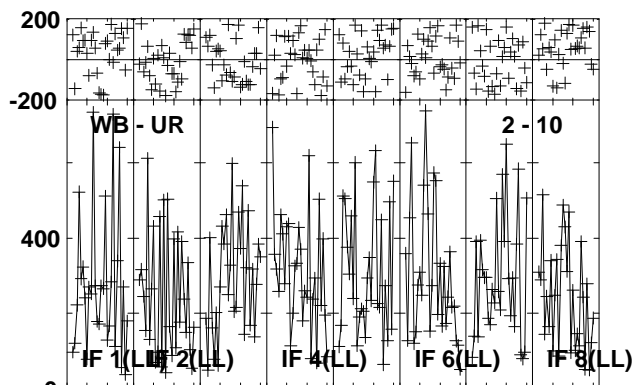 200
-200
WB - UR 2 - 10
400
0
IF 1(LL) IF 2(LL) IF 4(LL) IF 6(LL) IF 8(LL)